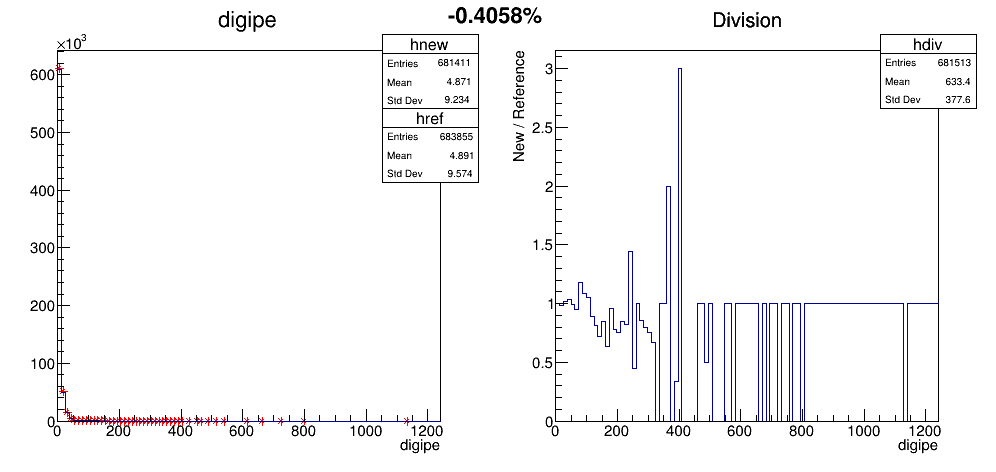 -0.4058%
digipe
×10³
hnew
Entries 681411
Mean 4.871
Std Dev 9.234
href
Entries 683855
Mean 4.891
Std Dev 9.574
600
500
400
300
200
100
0
0 200 400 600 800 1000 1200
digipe
Division
hdiv
Entries 681513
Mean 633.4
Std Dev 377.6
New / Reference
3
2.5
2
1.5
1
0.5
0
0 200 400 600 800 1000 1200
digipe